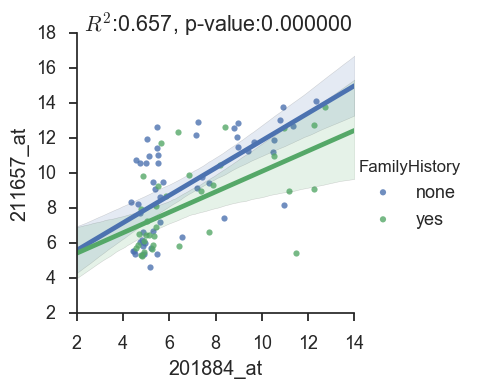 R²:0.657, p-value:0.000000
18
16
14
12
10
8
6
4
2
211657_at
2 4 6 8 10 12 14
201884_at
FamilyHistory
none
yes